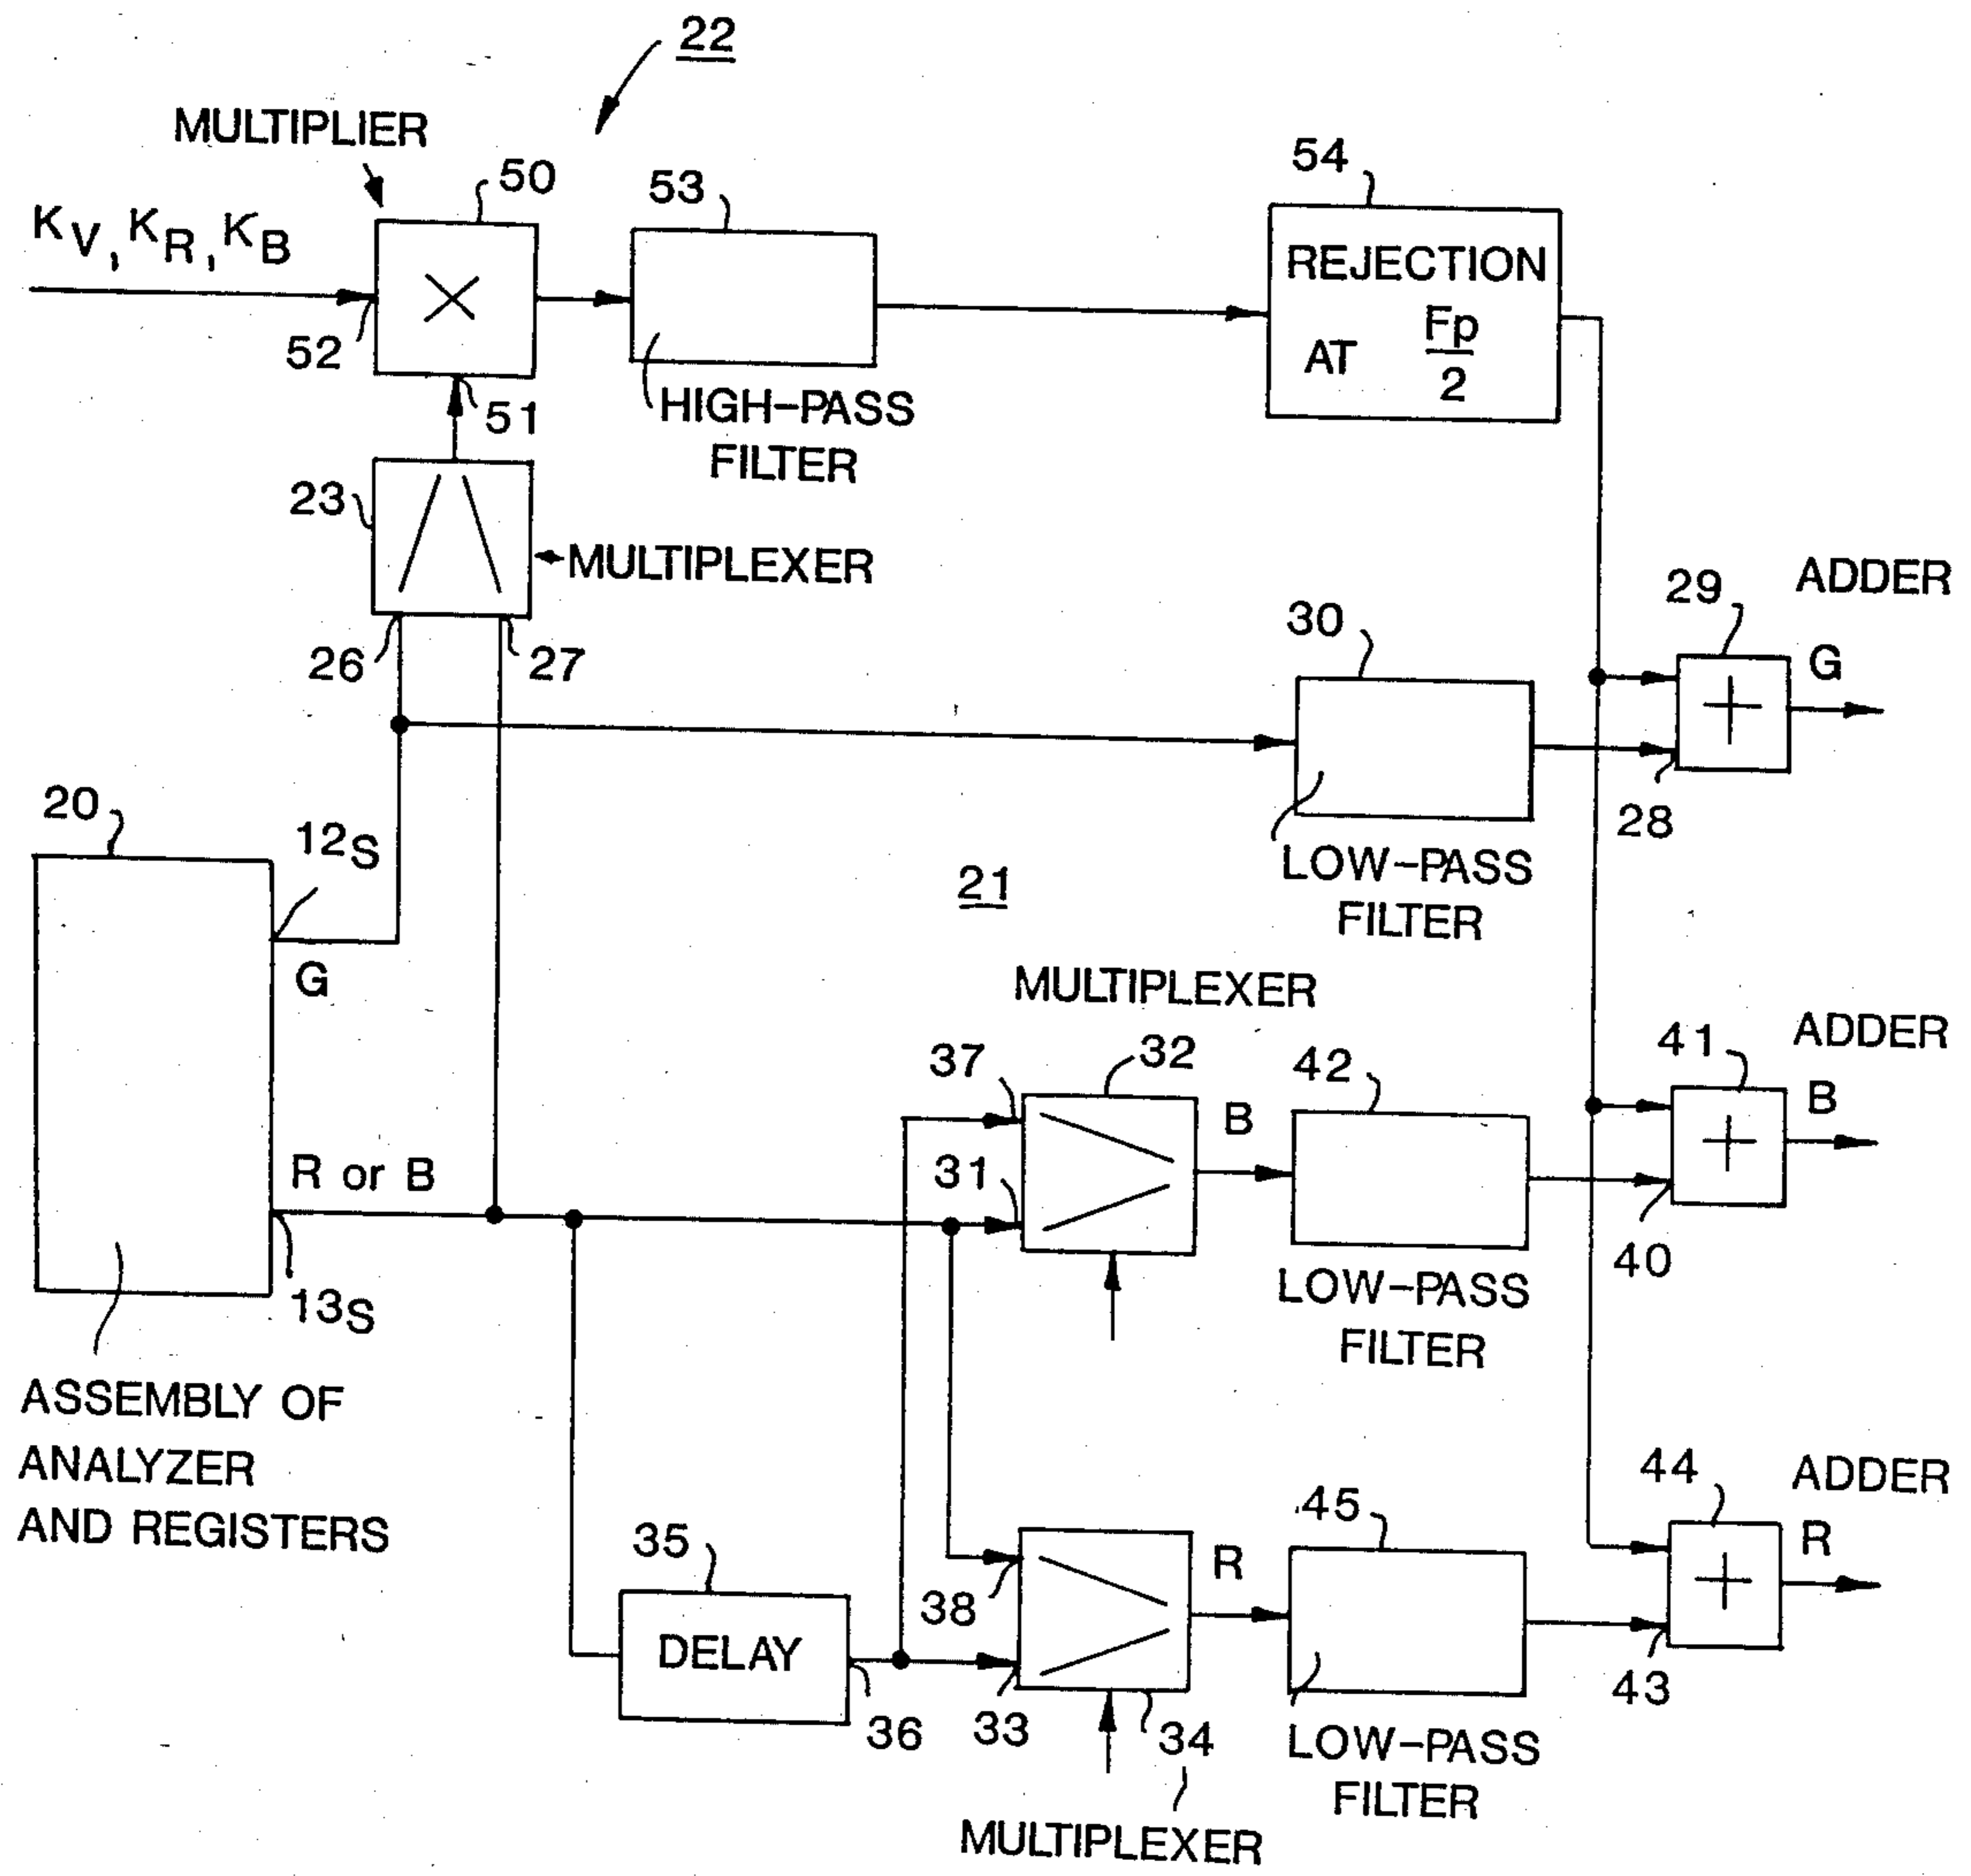 22
MULTIPLIER
50
53
54
KV, KR, KB
52
51
HIGH-PASS
FILTER
REJECTION
AT Fp
2
23
MULTIPLEXER
26
27
30
29
ADDER
G
28
LOW-PASS
FILTER
20
12S
G
21
MULTIPLEXER
37
32
42
41
ADDER
B
B
31
R or B
13S
40
LOW-PASS
FILTER
ASSEMBLY OF
ANALYZER
AND REGISTERS
35
DELAY
36
38
33
34
MULTIPLEXER
R
45
44
ADDER
R
43
LOW-PASS
FILTER